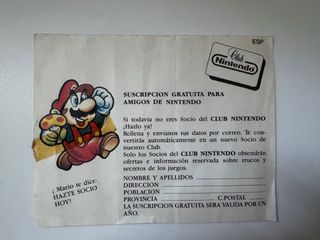 ESP
Club
Nintendo
SUSCRIPCION GRATUITA PARA
AMIGOS DE NINTENDO
Si todavia no eres Socio del CLUB NINTENDO
¡Hazlo ya!
Rellena y envianos tus datos por correo. Te con-
vertirás automáticamente en un nuevo Socio de
nuestro Club.
Solo los Socios del CLUB NINTENDO obtendrán
ofertas e información reservada sobre trucos y
secretos de los juegos.
NOMBRE Y APELLIDOS
DIRECCION
POBLACION
PROVINCIA C.POSTAL
LA SUSCRIPCION GRATUITA SERA VALIDA POR UN
AÑO.
¡ Mario te dice:
HAZTE SOCIO
HOY!